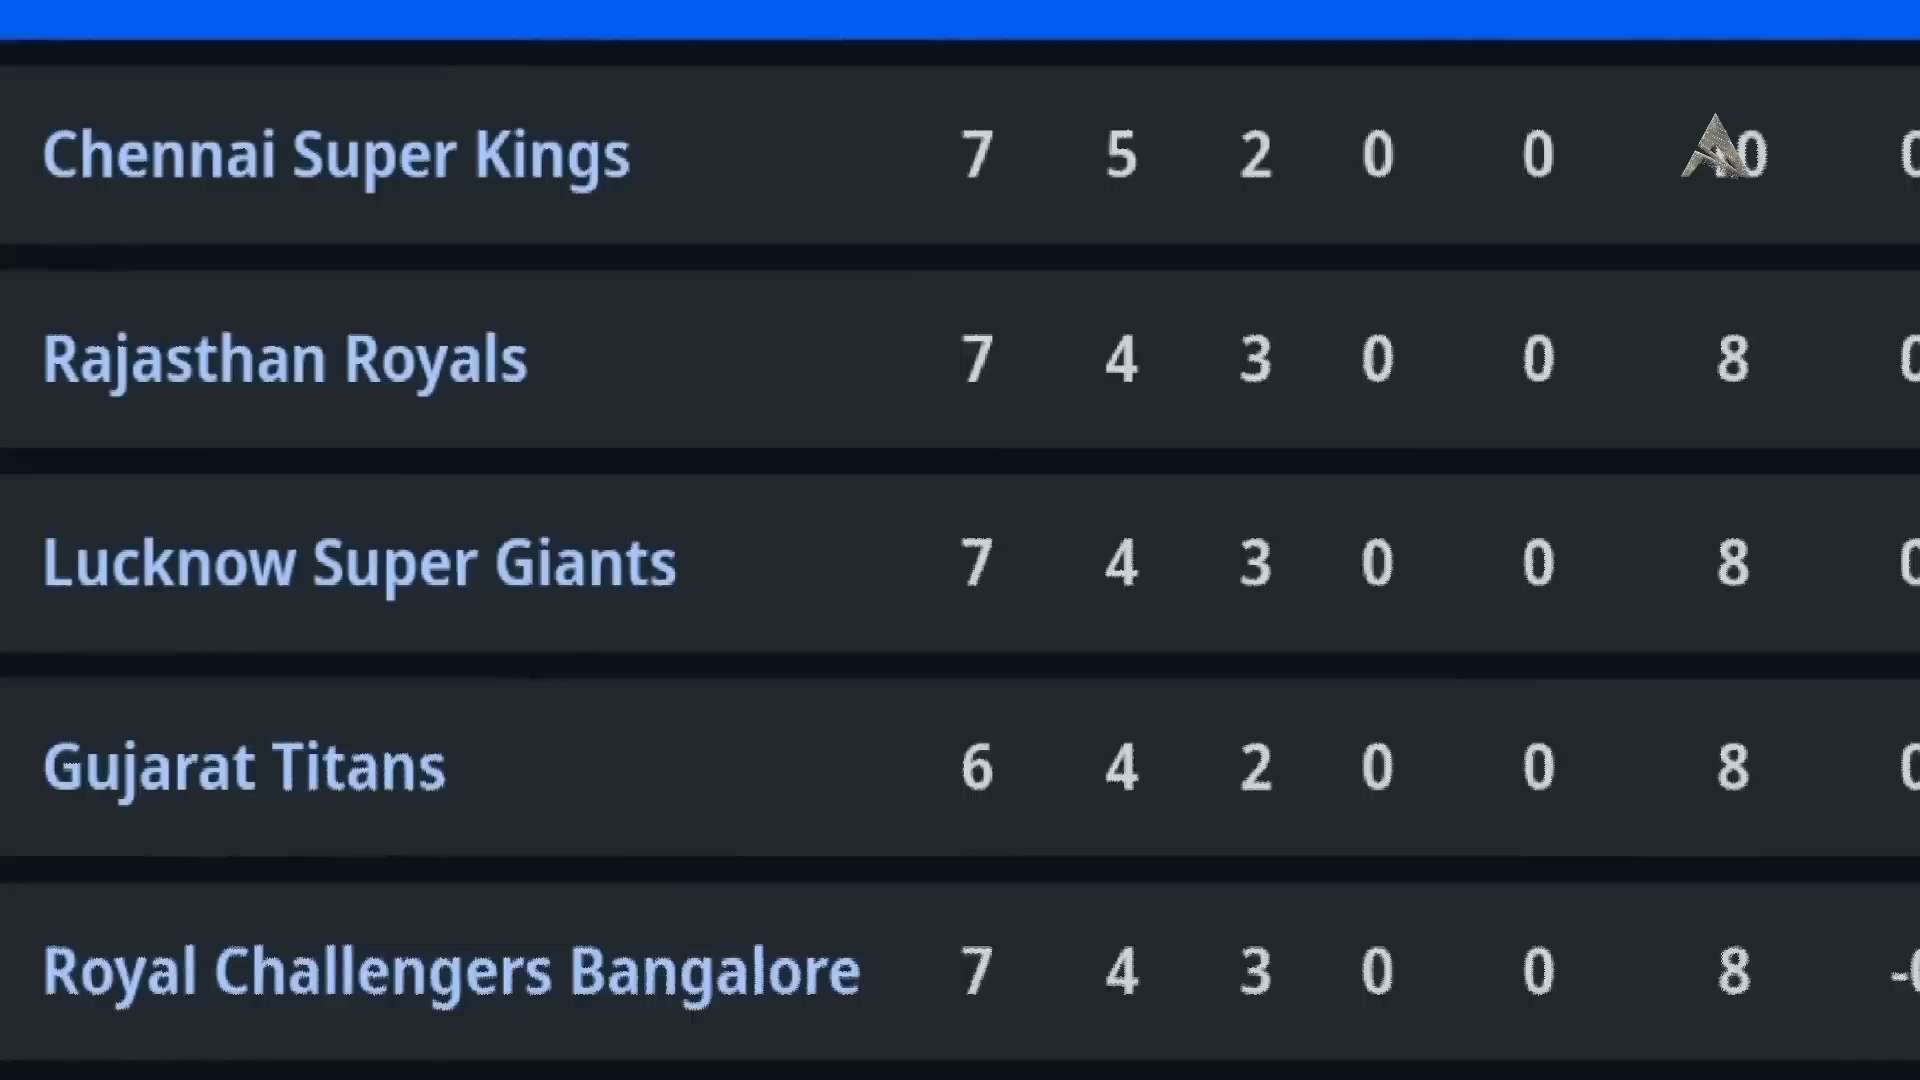 Chennai Super Kings 7 5 2 0 0
Rajasthan Royals 7 4 3 0 0 8
Lucknow Super Giants 7 4 3 0 0 8
Gujarat Titans 6 4 2 0 0 8
Royal Challengers Bangalore 7 4 3 0 0 8